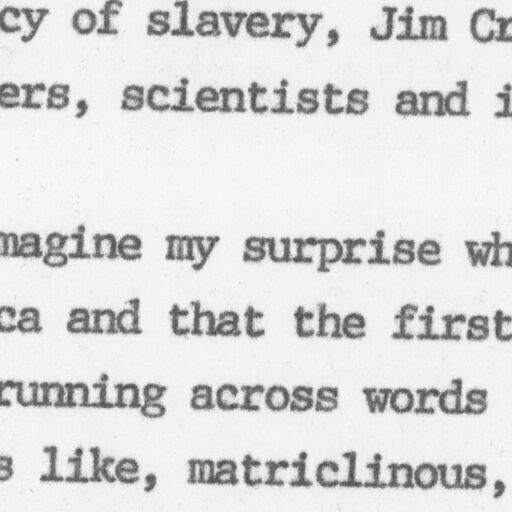 cy of slavery, Jim Cr
ers, scientists and i
magine my surprise wh
ca and that the first
running across words
s like, matriclinous,